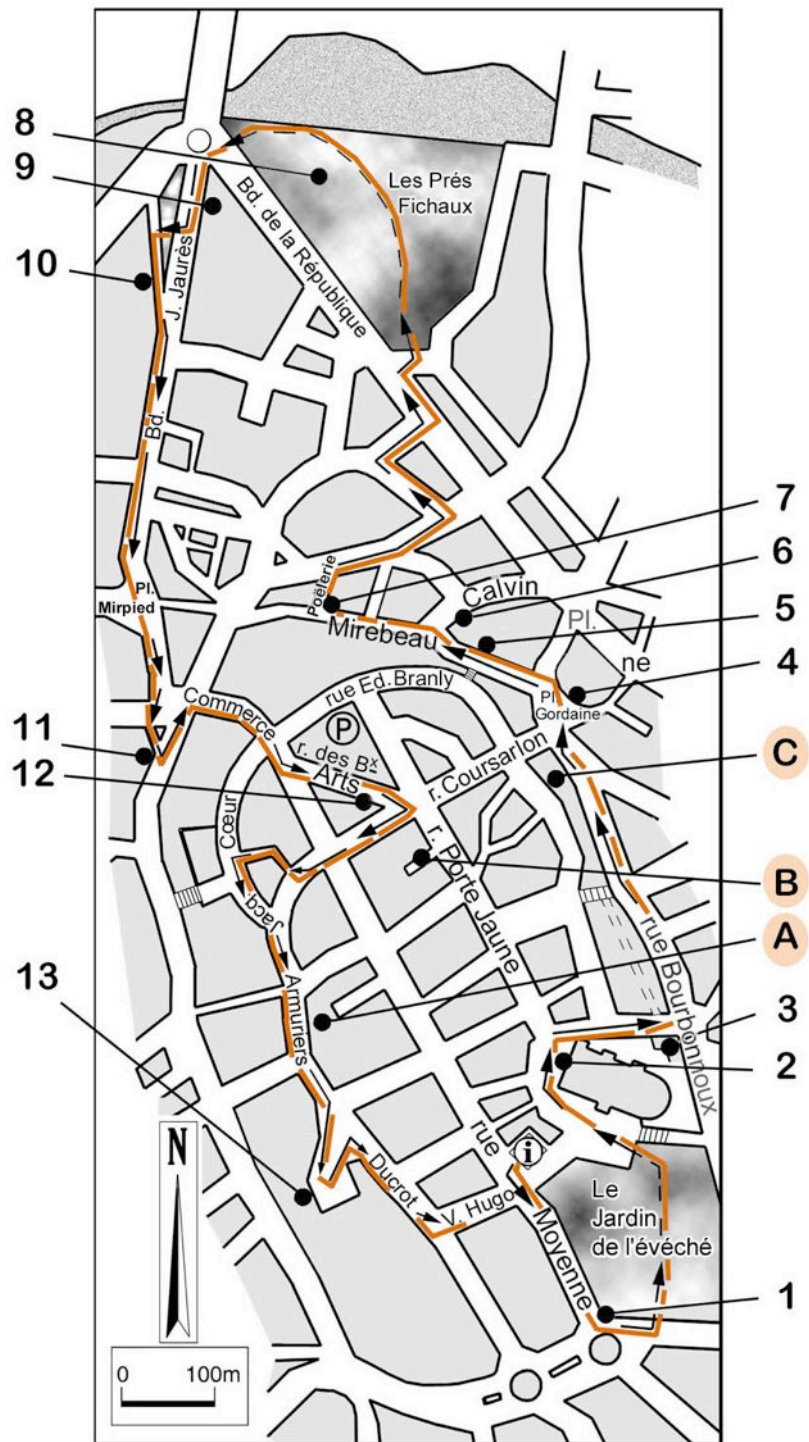 8
9
10
Les Prés
Fichaux
Bd. de la République
J. Jaurès
Bd.
7
6
5
4
Poëlerie
Calvin
Pl.
Mirpied
Mirebeau
Pl.
ne
Pl.
Gordaine
rue Ed. Branly
Commerce
P
r. des Bx
Arts
r. Coursarlon
11
12
C
Cœur
Jacq.
r. Porte Jaune
B
A
rue Bourbonnoux
13
Armuriers
3
2
N
rue
i
Ducrot
V. Hugo
Moyenne
Le
Jardin
de l'évéché
1
0 100m